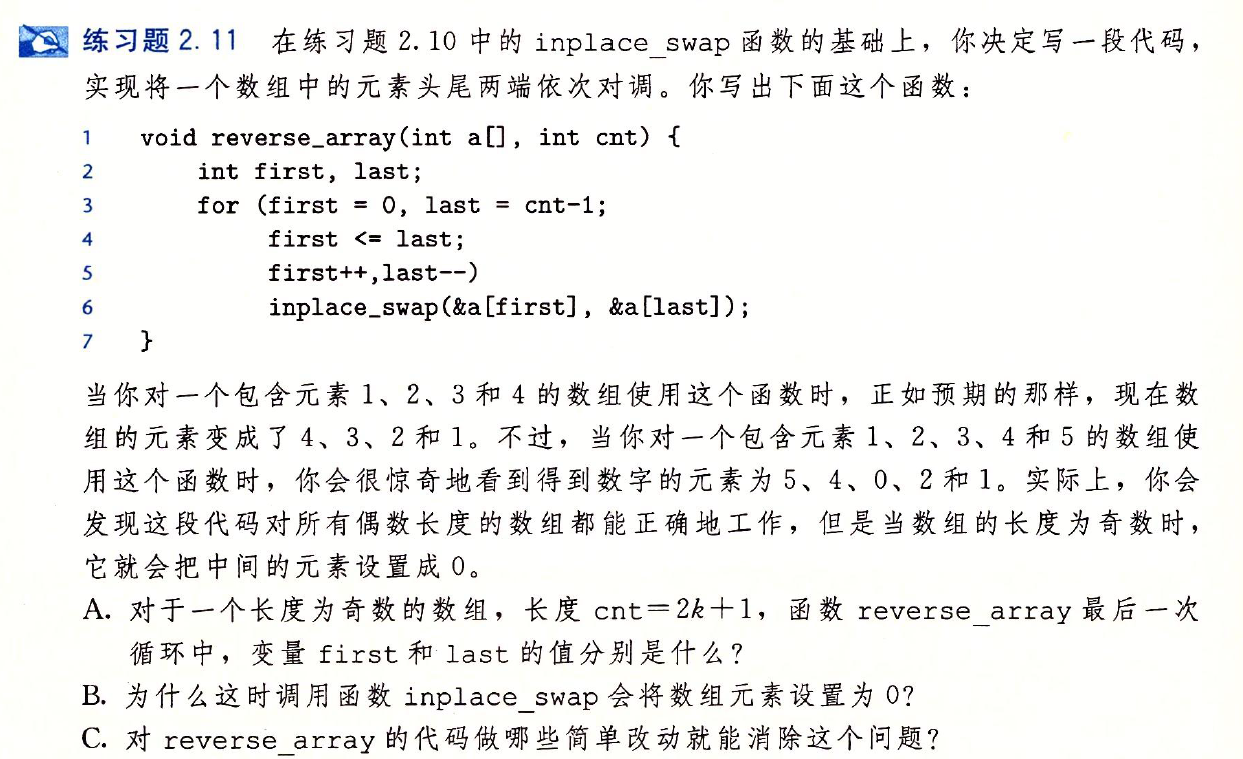 练习题 2.11 在练习题 2.10 中的 inplace_swap 函数的基础上，你决定写一段代码，
实现将一个数组中的元素头尾两端依次对调。你写出下面这个函数：
1 void reverse_array(int a[], int cnt) {
2 int first, last;
3 for (first = 0, last = cnt-1;
4 first <= last;
5 first++,last--)
6 inplace_swap(&a[first], &a[last]);
7 }
当你对一个包含元素 1、2、3 和 4 的数组使用这个函数时，正如预期的那样，现在数
组的元素变成了 4、3、2 和 1。不过，当你对一个包含元素 1、2、3、4 和 5 的数组使
用这个函数时，你会很惊奇地看到得到数字的元素为 5、4、0、2 和 1。实际上，你会
发现这段代码对所有偶数长度的数组都能正确地工作，但是当数组的长度为奇数时，
它就会把中间的元素设置成 0。
A. 对于一个长度为奇数的数组，长度 cnt=2k+1，函数 reverse_array 最后一次
循环中，变量 first 和 last 的值分别是什么？
B. 为什么这时调用函数 inplace_swap 会将数组元素设置为 0？
C. 对 reverse_array 的代码做哪些简单改动就能消除这个问题？